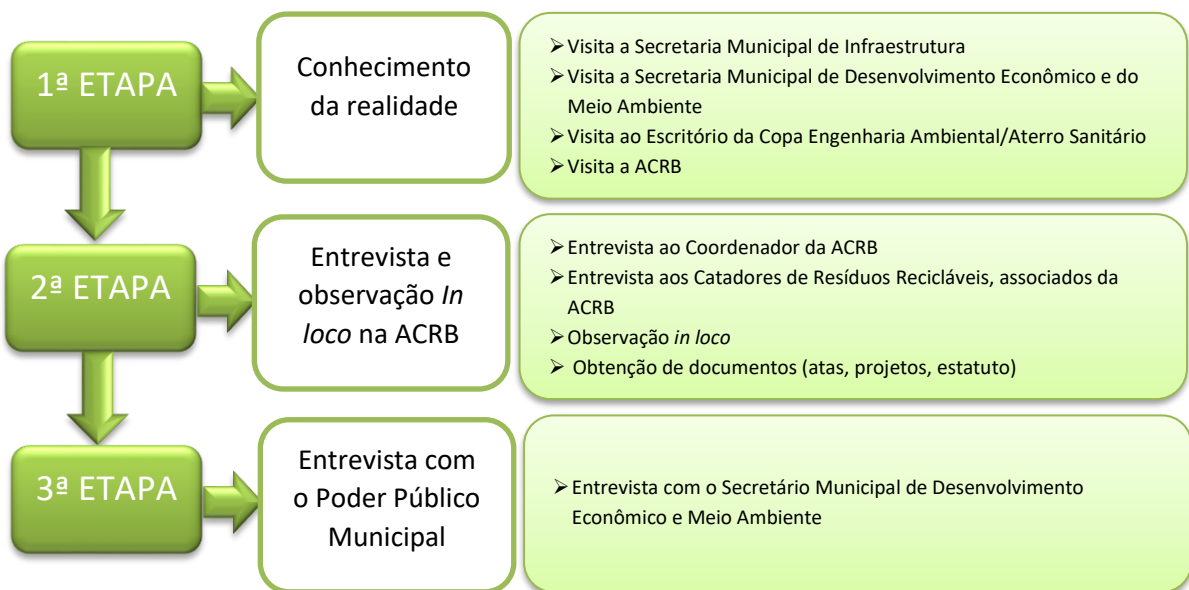 1ª ETAPA
Conhecimento
da realidade
➢Visita a Secretaria Municipal de Infraestrutura
➢Visita a Secretaria Municipal de Desenvolvimento Econômico e do
Meio Ambiente
➢Visita ao Escritório da Copa Engenharia Ambiental/Aterro Sanitário
➢Visita a ACRB
2ª ETAPA
Entrevista e
observação In
loco na ACRB
➢Entrevista ao Coordenador da ACRB
➢Entrevista aos Catadores de Resíduos Recicláveis, associados da
ACRB
➢Observação in loco
➢ Obtenção de documentos (atas, projetos, estatuto)
3ª ETAPA
Entrevista com
o Poder Público
Municipal
➢Entrevista com o Secretário Municipal de Desenvolvimento
Econômico e Meio Ambiente